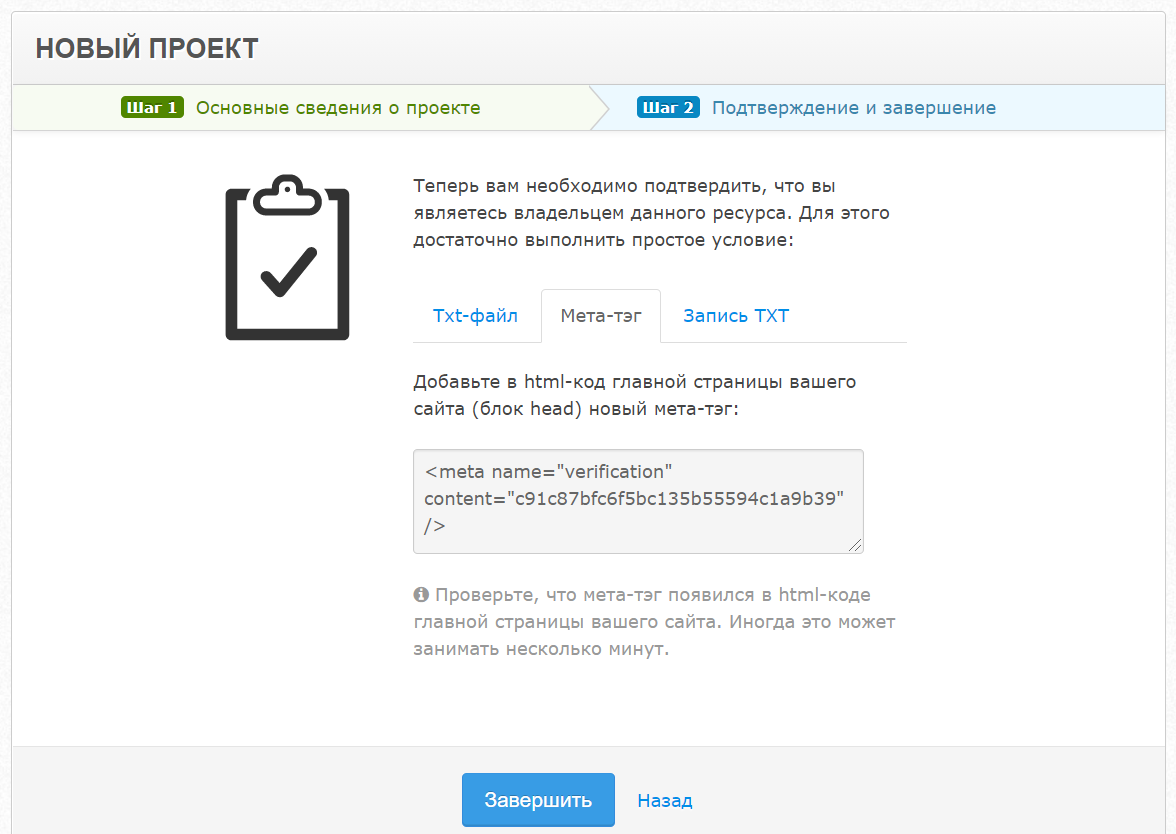 НОВЫЙ ПРОЕКТ
Шаг 1 Основные сведения о проекте
Шаг 2 Подтверждение и завершение
Теперь вам необходимо подтвердить, что вы
являетесь владельцем данного ресурса. Для этого
достаточно выполнить простое условие:
Txt-файл Мета-тэг Запись TXT
Добавьте в html-код главной страницы вашего
сайта (блок head) новый мета-тэг:
<meta name="verification"
content="c91c87bfc6f5bc135b55594c1a9b39"
/>
Проверьте, что мета-тэг появился в html-коде
главной страницы вашего сайта. Иногда это может
занимать несколько минут.
Завершить Назад